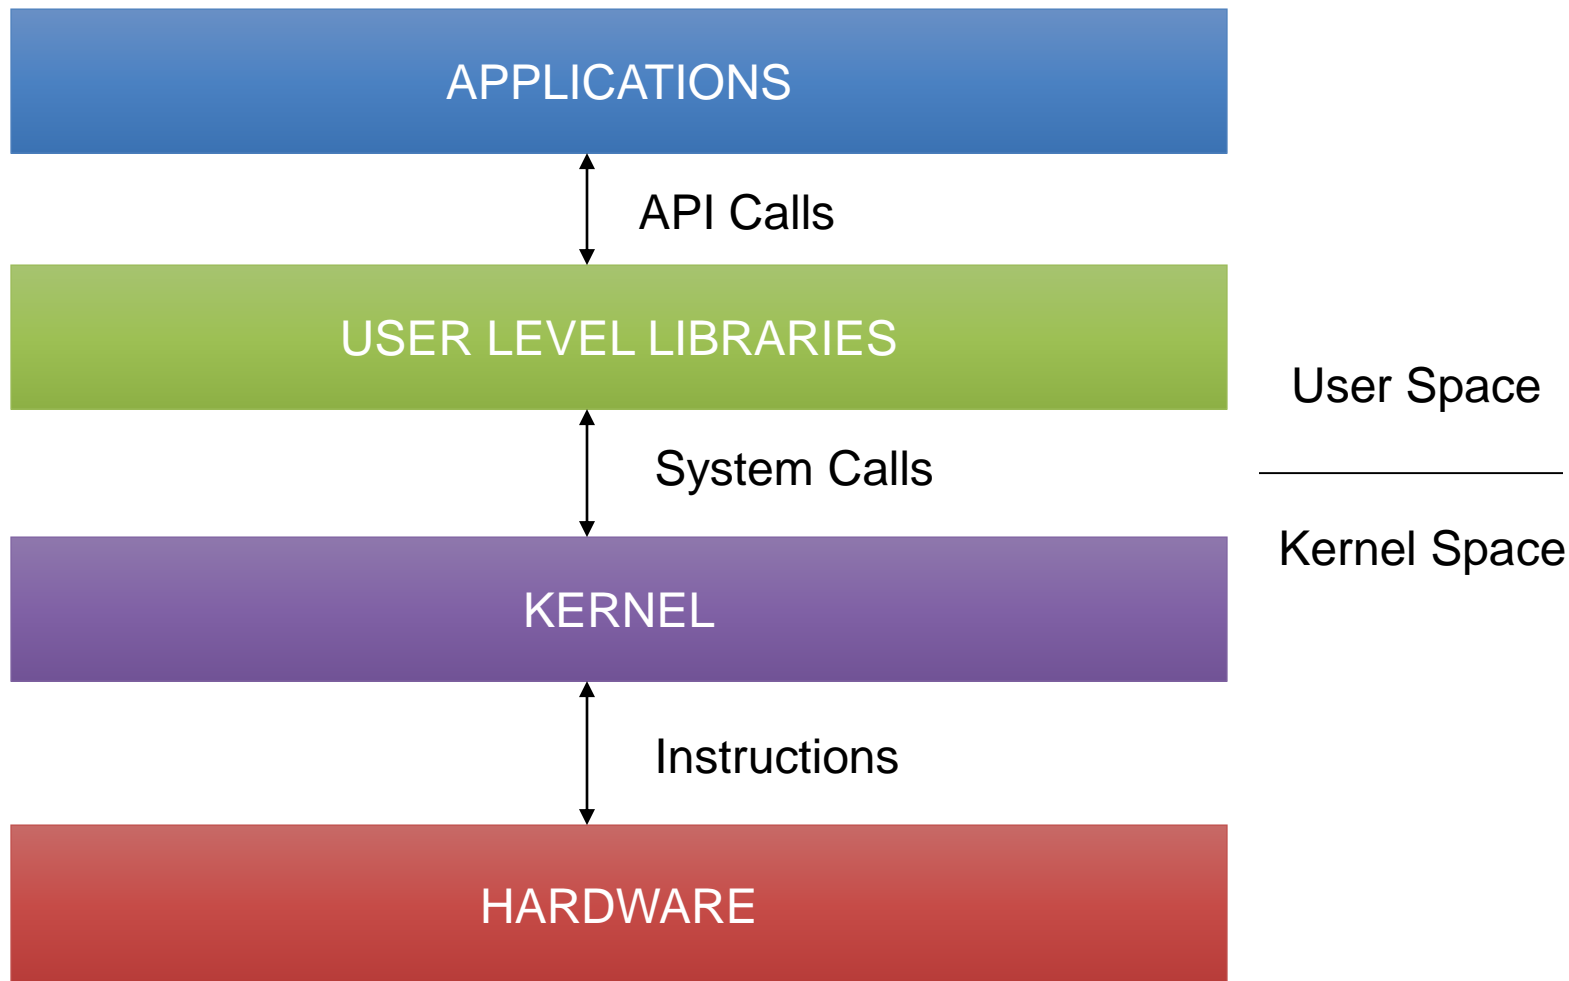 APPLICATIONS
API Calls
USER LEVEL LIBRARIES
User Space
System Calls
Kernel Space
KERNEL
Instructions
HARDWARE